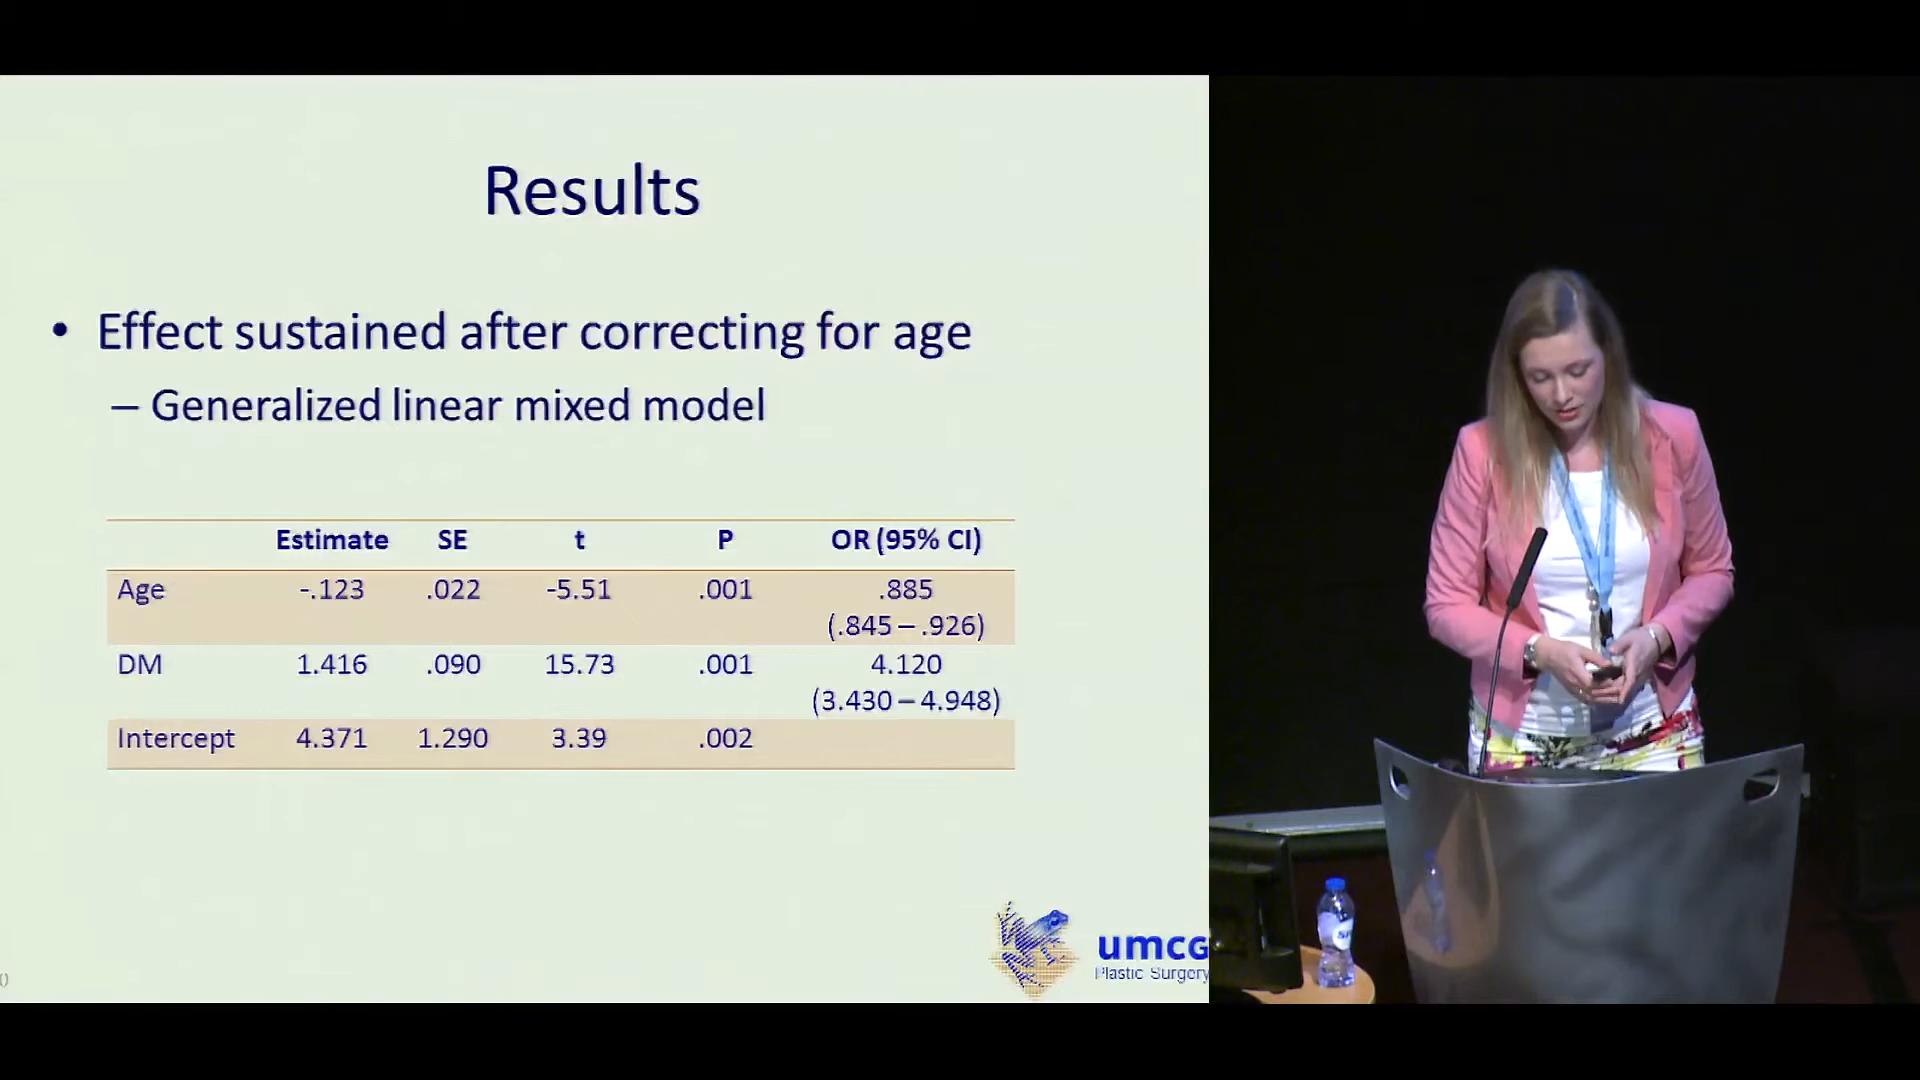 Results
• Effect sustained after correcting for age
– Generalized linear mixed model
Estimate SE t P OR (95% CI)
Age -.123 .022 -5.51 .001 .885
(.845 – .926)
DM 1.416 .090 15.73 .001 4.120
(3.430 – 4.948)
Intercept 4.371 1.290 3.39 .002
umcg
Plastic Surgery